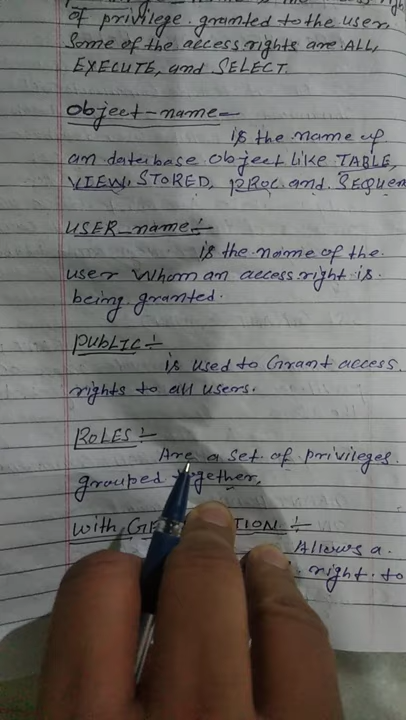 of privilege granted to the user,
Some of the access rights are ALL,
EXECUTE, and SELECT.
Object-name-
is the name of
an database object like TABLE,
VIEW, STORED, PROC and SEQUEN
USER_name:-
is the name of the
user whom an access right is
being granted.
PUBLIC:-
is used to Grant access
rights to all users.
ROLES:-
Are a set of privileges
grouped together,
with G TION:-
Allows a
right to